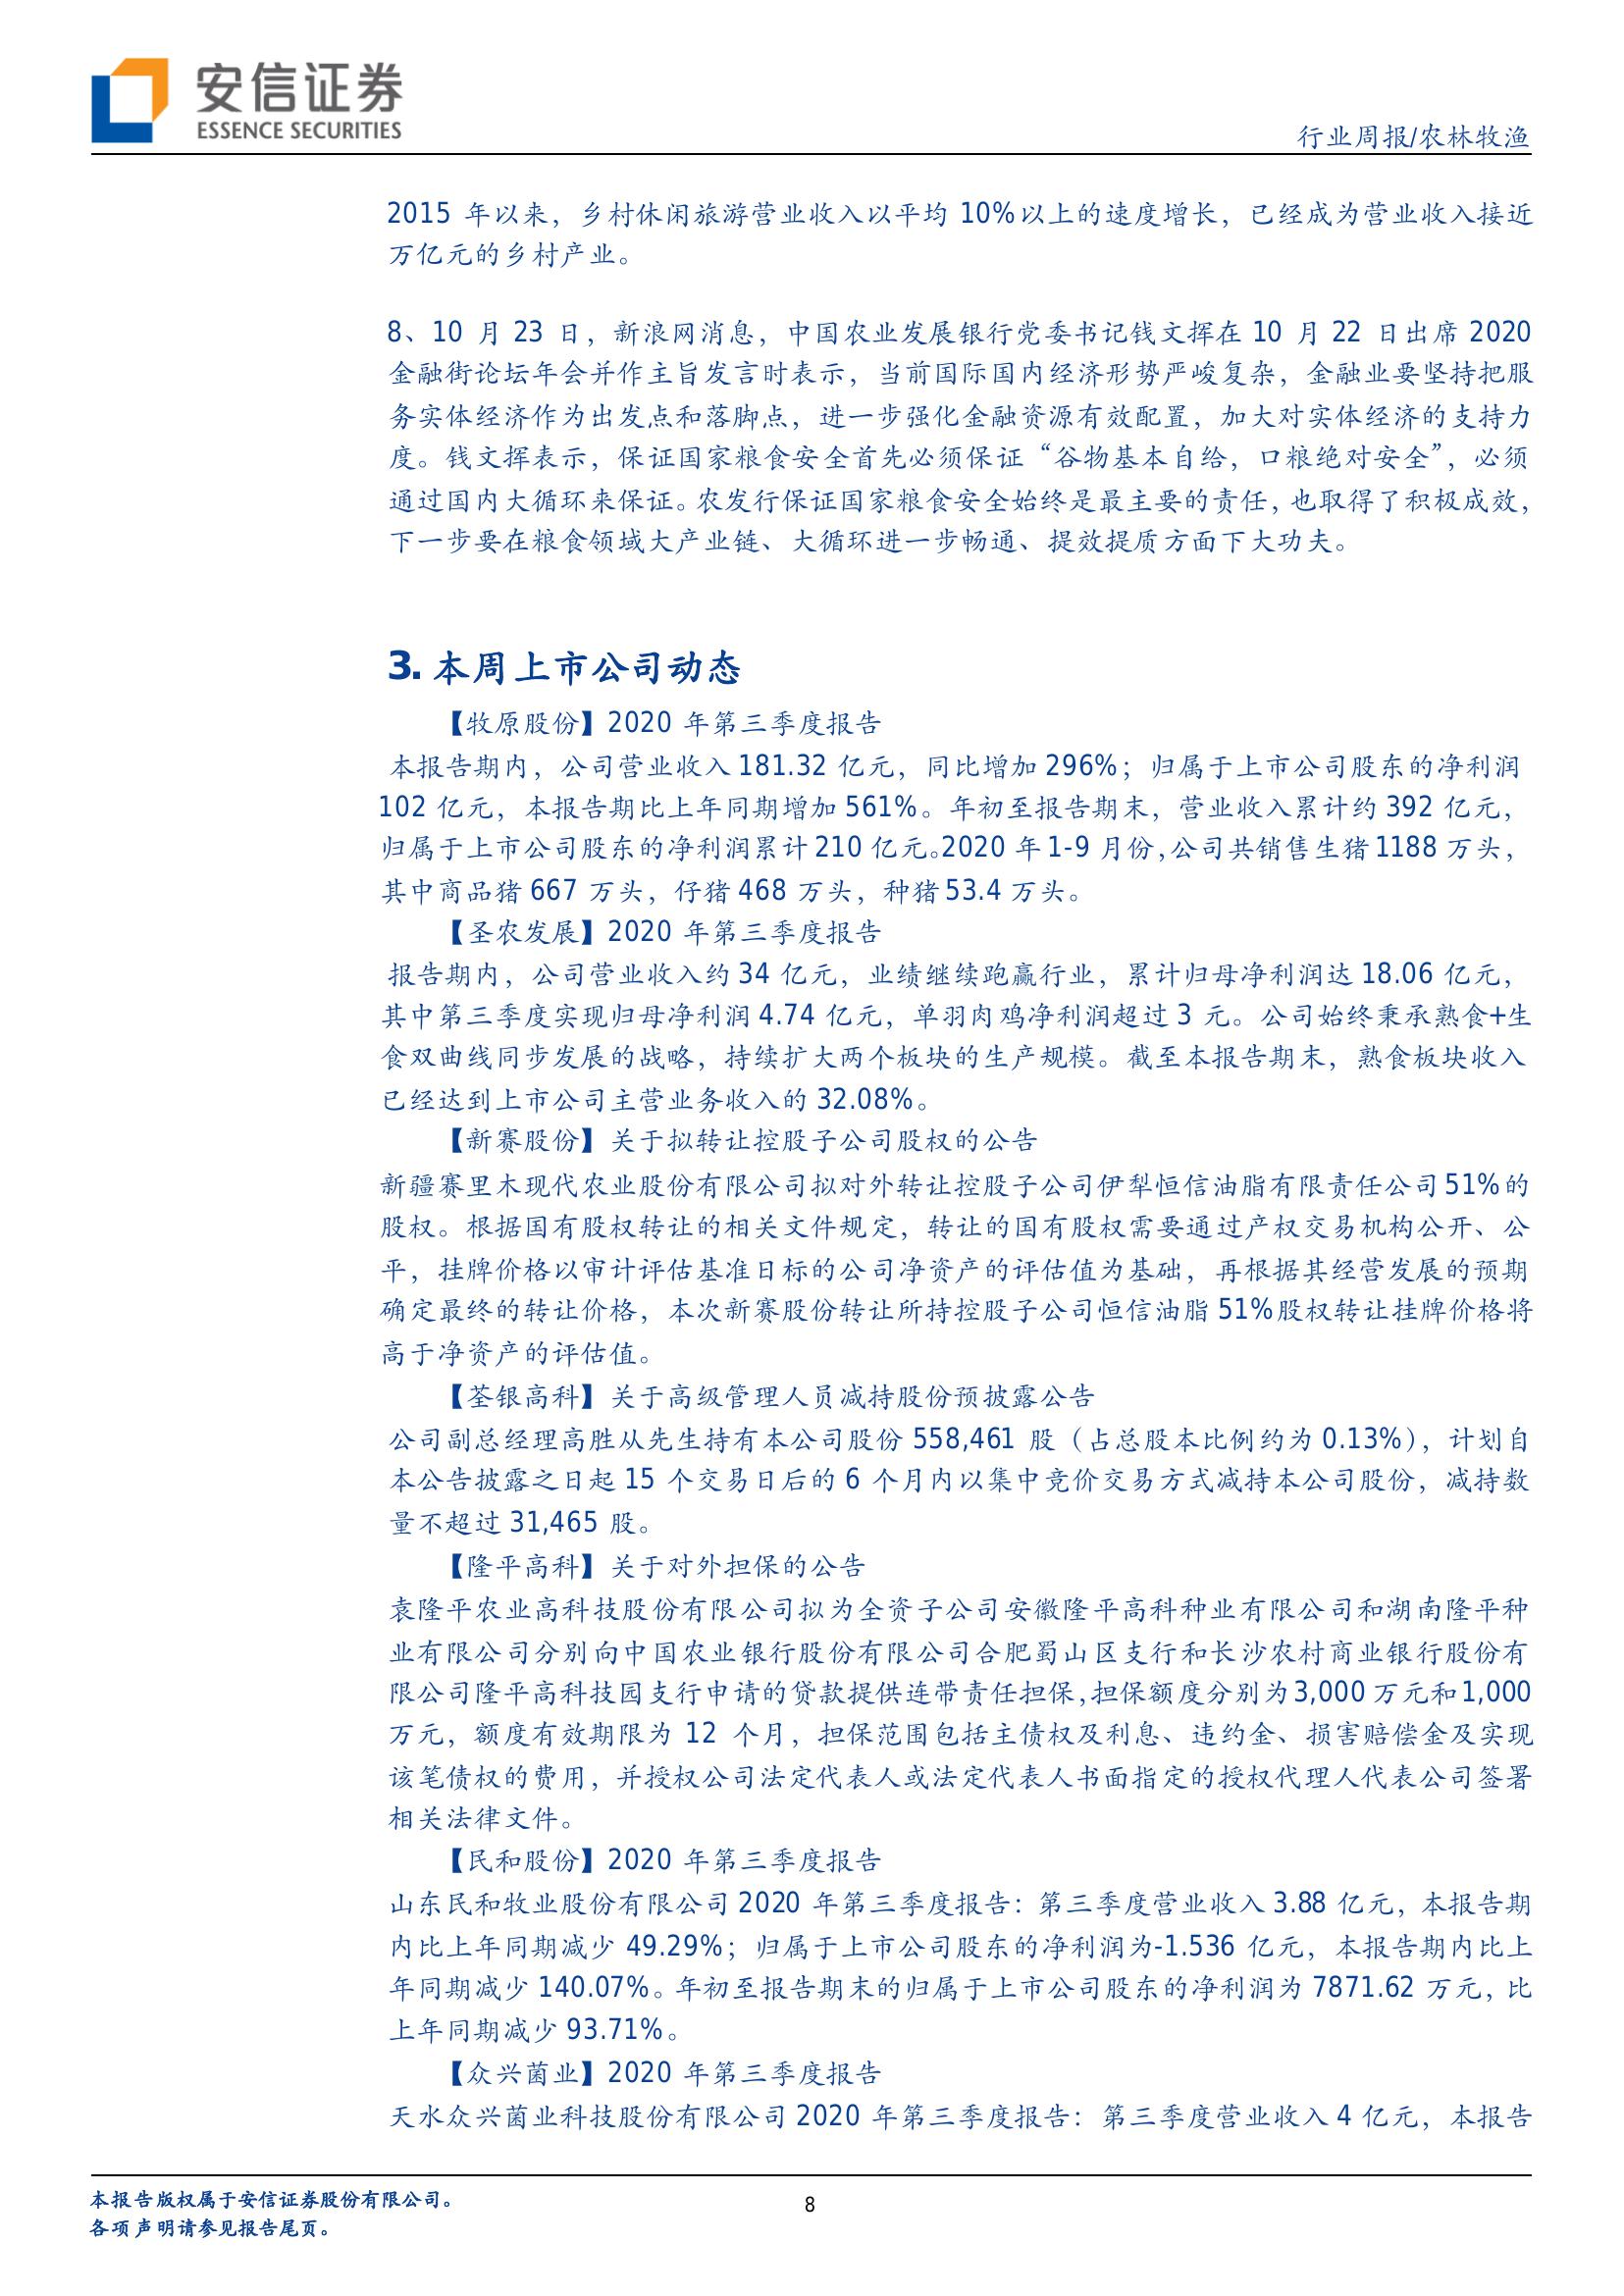 安信证券
ESSENCE SECURITIES
行业周报/农林牧渔
2015 年以来，乡村休闲旅游营业收入以平均 10%以上的速度增长，已经成为营业收入接近
万亿元的乡村产业。
8、10 月 23 日，新浪网消息，中国农业发展银行党委书记钱文挥在 10 月 22 日出席 2020
金融街论坛年会并作主旨发言时表示，当前国际国内经济形势严峻复杂，金融业要坚持把服
务实体经济作为出发点和落脚点，进一步强化金融资源有效配置，加大对实体经济的支持力
度。钱文挥表示，保证国家粮食安全首先必须保证“谷物基本自给，口粮绝对安全”，必须
通过国内大循环来保证。农发行保证国家粮食安全始终是最主要的责任，也取得了积极成效，
下一步要在粮食领域大产业链、大循环进一步畅通、提效提质方面下大功夫。
3. 本周上市公司动态
【牧原股份】2020 年第三季度报告
本报告期内，公司营业收入 181.32 亿元，同比增加 296%；归属于上市公司股东的净利润
102 亿元，本报告期比上年同期增加 561%。年初至报告期末，营业收入累计约 392 亿元，
归属于上市公司股东的净利润累计 210 亿元。2020 年 1-9 月份，公司共销售生猪 1188 万头，
其中商品猪 667 万头，仔猪 468 万头，种猪 53.4 万头。
【圣农发展】2020 年第三季度报告
报告期内，公司营业收入约 34 亿元，业绩继续跑赢行业，累计归母净利润达 18.06 亿元，
其中第三季度实现归母净利润 4.74 亿元，单羽肉鸡净利润超过 3 元。公司始终秉承熟食+生
食双曲线同步发展的战略，持续扩大两个板块的生产规模。截至本报告期末，熟食板块收入
已经达到上市公司主营业务收入的 32.08%。
【新赛股份】关于拟转让控股子公司股权的公告
新疆赛里木现代农业股份有限公司拟对外转让控股子公司伊犁恒信油脂有限责任公司 51%的
股权。根据国有股权转让的相关文件规定，转让的国有股权需要通过产权交易机构公开、公
平，挂牌价格以审计评估基准日标的公司净资产的评估值为基础，再根据其经营发展的预期
确定最终的转让价格，本次新赛股份转让所持控股子公司恒信油脂 51%股权转让挂牌价格将
高于净资产的评估值。
【荃银高科】关于高级管理人员减持股份预披露公告
公司副总经理高胜从先生持有本公司股份 558,461 股（占总股本比例约为 0.13%），计划自
本公告披露之日起 15 个交易日后的 6 个月内以集中竞价交易方式减持本公司股份，减持数
量不超过 31,465 股。
【隆平高科】关于对外担保的公告
袁隆平农业高科技股份有限公司拟为全资子公司安徽隆平高科种业有限公司和湖南隆平种
业有限公司分别向中国农业银行股份有限公司合肥蜀山区支行和长沙农村商业银行股份有
限公司隆平高科技园支行申请的贷款提供连带责任担保，担保额度分别为 3,000 万元和 1,000
万元，额度有效期限为 12 个月，担保范围包括主债权及利息、违约金、损害赔偿金及实现
该笔债权的费用，并授权公司法定代表人或法定代表人书面指定的授权代理人代表公司签署
相关法律文件。
【民和股份】2020 年第三季度报告
山东民和牧业股份有限公司 2020 年第三季度报告：第三季度营业收入 3.88 亿元，本报告期
内比上年同期减少 49.29%；归属于上市公司股东的净利润为-1.536 亿元，本报告期内比上
年同期减少 140.07%。年初至报告期末的归属于上市公司股东的净利润为 7871.62 万元，比
上年同期减少 93.71%。
【众兴菌业】2020 年第三季度报告
天水众兴菌业科技股份有限公司 2020 年第三季度报告：第三季度营业收入 4 亿元，本报告
本报告版权属于安信证券股份有限公司。
各项声明请参见报告尾页。
8